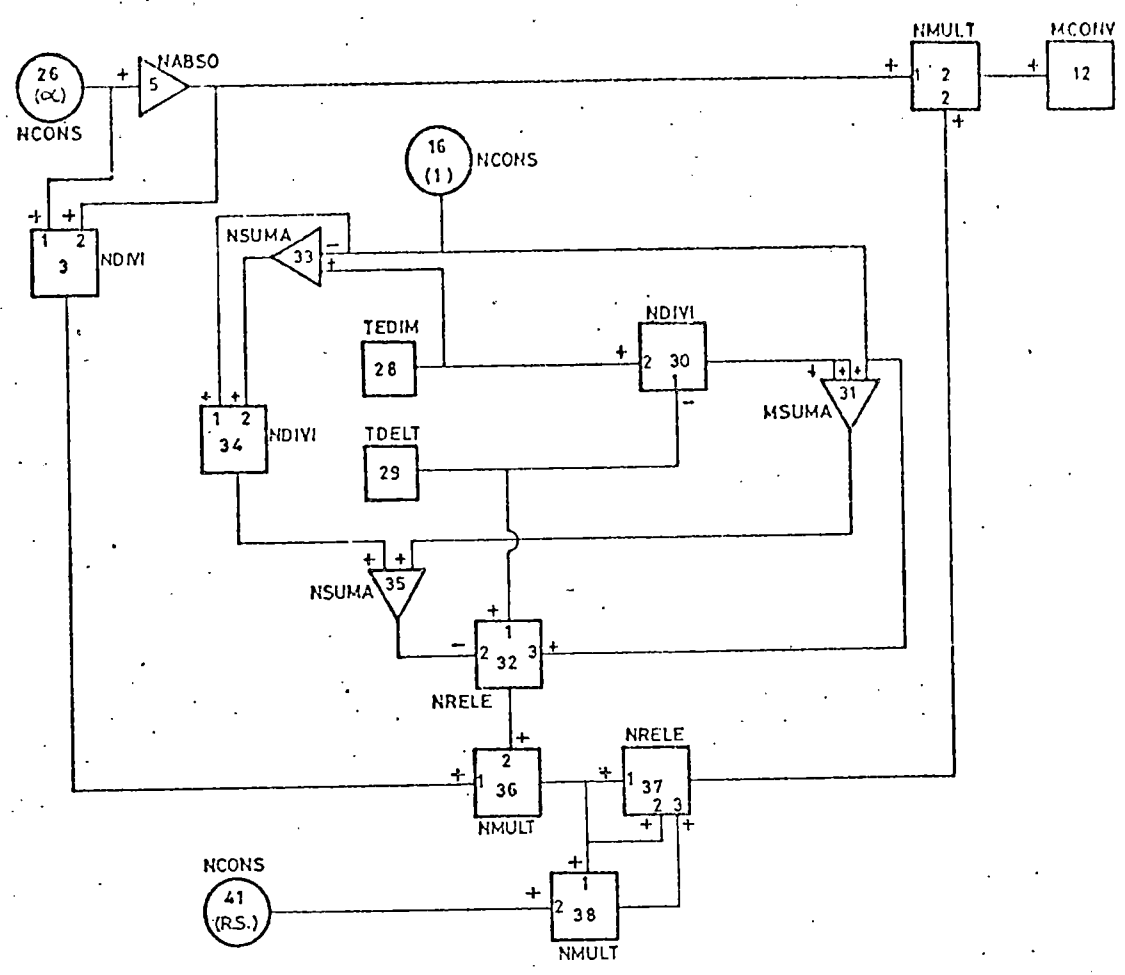 NMULT
MCONV
26
(∝)
NCONS
+
NABSO
5
+
1 2
2
+
+
12
16
(1)
NCONS
+ +
1 2
3
NDIVI
NSUMA
33
−
+
TEDIM
28
NDIVI
+
2 30
1
−
+ + +
31
MSUMA
+ +
1 2
34
NDIVI
TDELT
29
+ +
35
NSUMA
+
1
− 2 3 +
32
NRELE
+
2
+ 1
36
NMULT
NRELE
+ 1
37
2 3
+ +
NCONS
41
(R.S.)
+
1
+ 2
38
NMULT